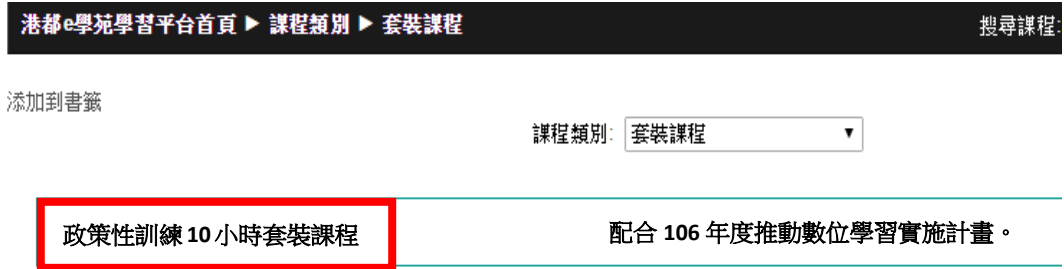 港都e學苑學習平台首頁 ▶ 課程類別 ▶ 套裝課程 搜尋課程:
添加到書籤
課程類別: 套裝課程 ▼
政策性訓練 10 小時套裝課程 配合 106 年度推動數位學習實施計畫。